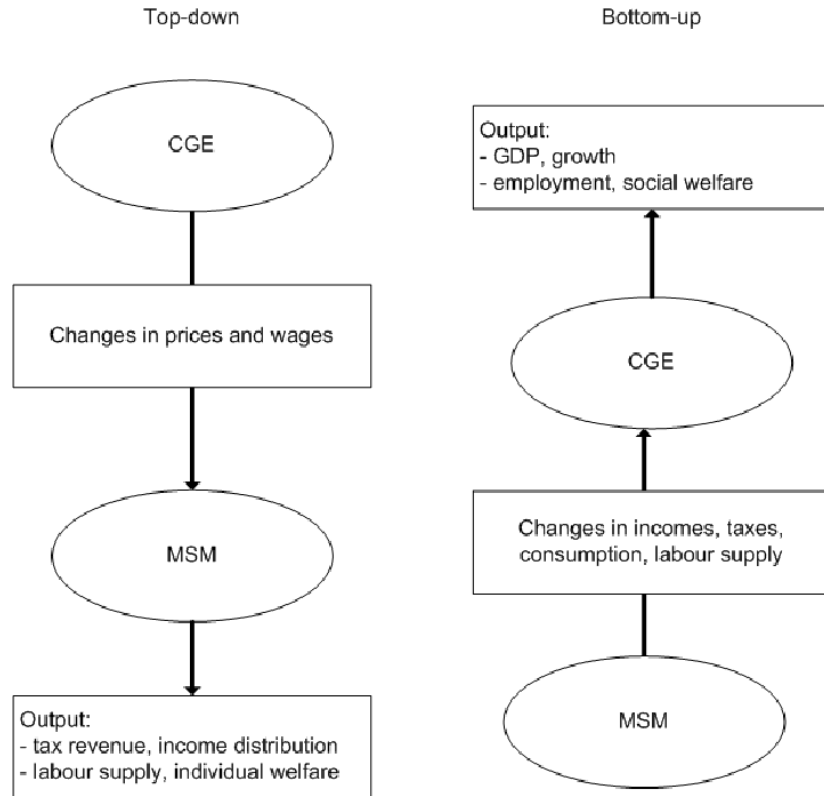 Top-down
CGE
Changes in prices and wages
MSM
Output:
- tax revenue, income distribution
- labour supply, individual welfare
Bottom-up
Output:
- GDP, growth
- employment, social welfare
CGE
Changes in incomes, taxes,
consumption, labour supply
MSM